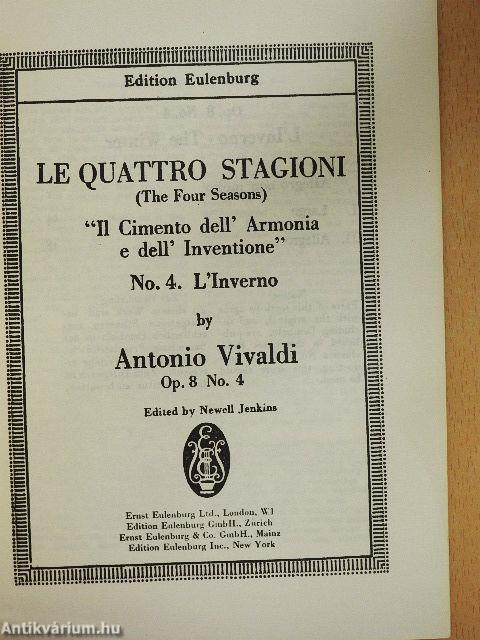 Edition Eulenburg
LE QUATTRO STAGIONI
(The Four Seasons)
"Il Cimento dell' Armonia
e dell' Inventione"
No. 4. L'Inverno
by
Antonio Vivaldi
Op. 8 No. 4
Edited by Newell Jenkins
Ernst Eulenburg Ltd., London, W1
Edition Eulenburg GmbH., Zurich
Ernst Eulenburg & Co. GmbH., Mainz
Edition Eulenburg Inc., New York
Antikvárium.hu